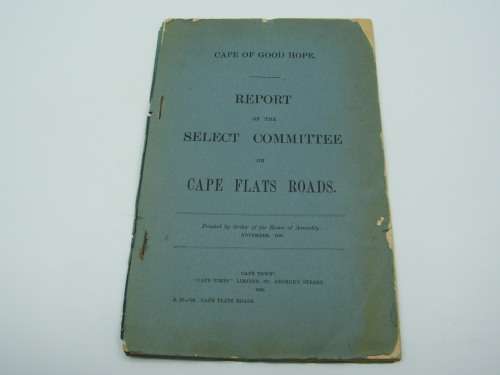 CAPE OF GOOD HOPE.
REPORT
OF THE
SELECT COMMITTEE
ON
CAPE FLATS ROADS.
Printed by Order of the House of Assembly.
NOVEMBER,
CAPE TOWN:
"CAPE TIMES" LIMITED, ST. GEORGE'S STREET.
CAPE FLATS ROADS.